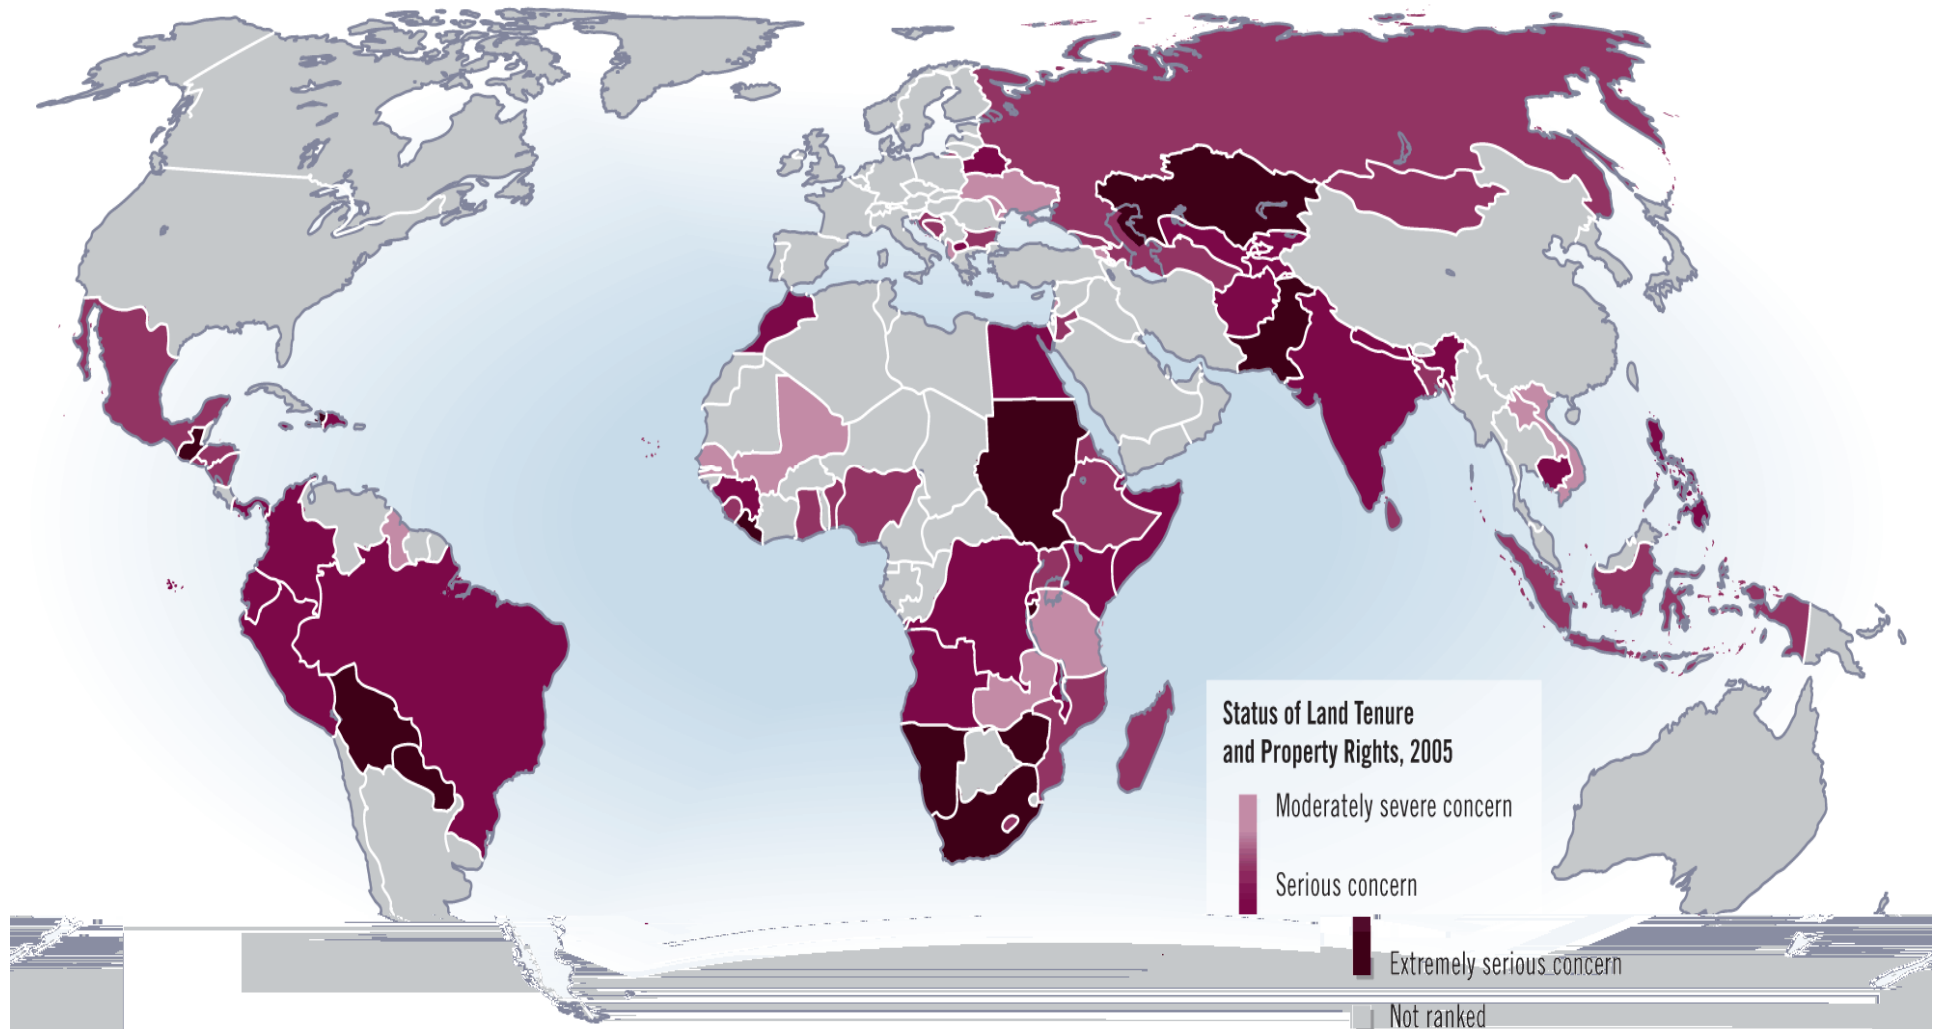 Status of Land Tenure
and Property Rights, 2005
Moderately severe concern
Serious concern
Extremely serious concern
Not ranked